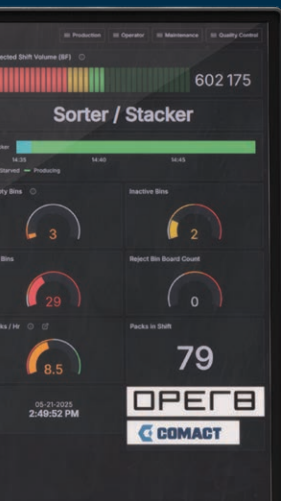 Production Operator Maintenance Quality Control
ected Shift Volume (BF)
602 175
Sorter / Stacker
14:35 14:40 14:45
Starved Producing
ty Bins Inactive Bins
3 2
Bins Reject Bin Board Count
29 0
ks / Hr Packs in Shift
8.5 79
05-21-2025
2:49:52 PM
OPER8
COMACT